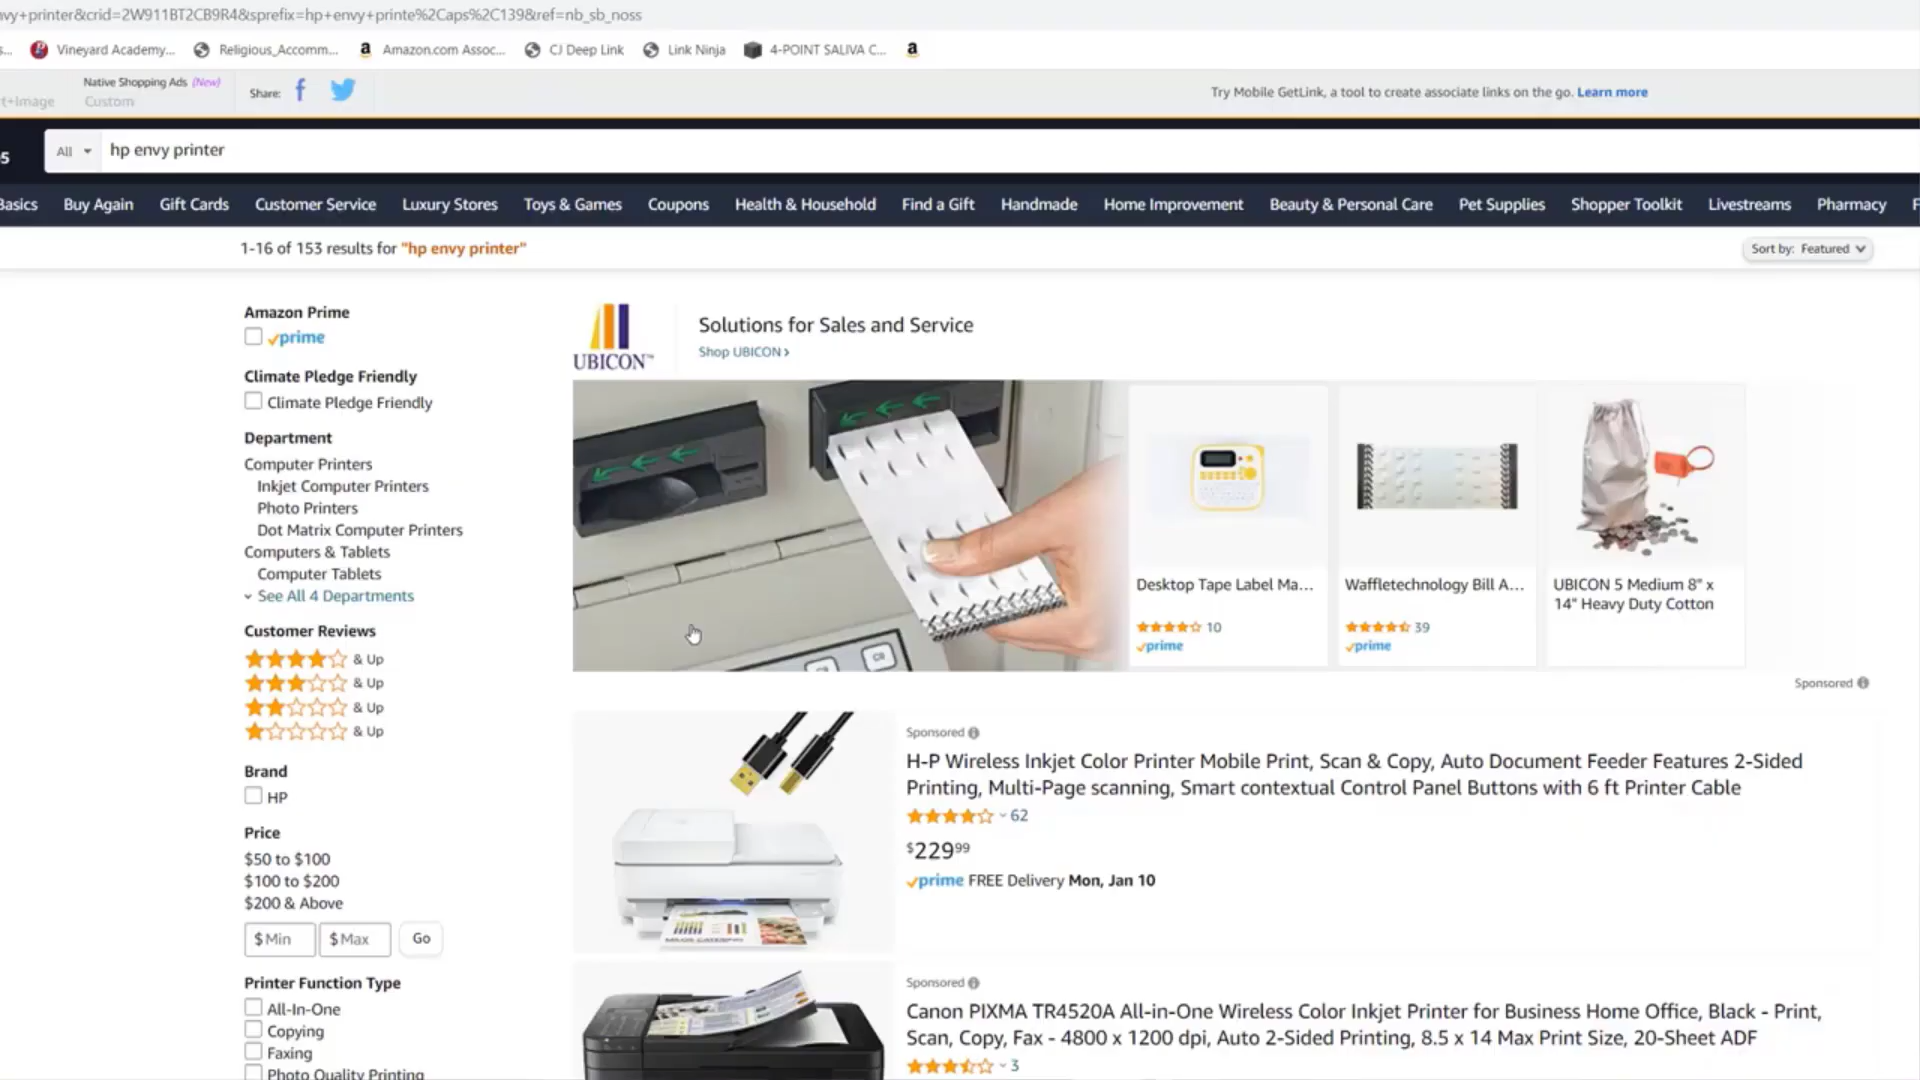 vy+printer&crid=2W911BT2CB9R4&sprefix=hp+envy+printe%2Caps%2C139&ref=nb_sb_noss
s... Vineyard Academy... Religious_Accomm... Amazon.com Assoc... CJ Deep Link Link Ninja 4-POINT SALIVA C...
Native Shopping Ads (New)
t+Image Custom Share: Try Mobile GetLink, a tool to create associate links on the go. Learn more
5 All hp envy printer
Basics Buy Again Gift Cards Customer Service Luxury Stores Toys & Games Coupons Health & Household Find a Gift Handmade Home Improvement Beauty & Personal Care Pet Supplies Shopper Toolkit Livestreams Pharmacy F
1-16 of 153 results for "hp envy printer" Sort by: Featured
Amazon Prime
prime
Climate Pledge Friendly
Climate Pledge Friendly
Department
Computer Printers
Inkjet Computer Printers
Photo Printers
Dot Matrix Computer Printers
Computers & Tablets
Computer Tablets
See All 4 Departments
Customer Reviews
& Up
& Up
& Up
& Up
Brand
HP
Price
$50 to $100
$100 to $200
$200 & Above
$ Min $ Max Go
Printer Function Type
All-In-One
Copying
Faxing
Photo Quality Printing
UBICON™
Solutions for Sales and Service
Shop UBICON ›
Desktop Tape Label Ma...
10
prime
Waffletechnology Bill A...
39
prime
UBICON 5 Medium 8" x
14" Heavy Duty Cotton
Sponsored
Sponsored
H-P Wireless Inkjet Color Printer Mobile Print, Scan & Copy, Auto Document Feeder Features 2-Sided
Printing, Multi-Page scanning, Smart contextual Control Panel Buttons with 6 ft Printer Cable
62
$229⁹⁹
prime FREE Delivery Mon, Jan 10
Sponsored
Canon PIXMA TR4520A All-in-One Wireless Color Inkjet Printer for Business Home Office, Black - Print,
Scan, Copy, Fax - 4800 x 1200 dpi, Auto 2-Sided Printing, 8.5 x 14 Max Print Size, 20-Sheet ADF
3